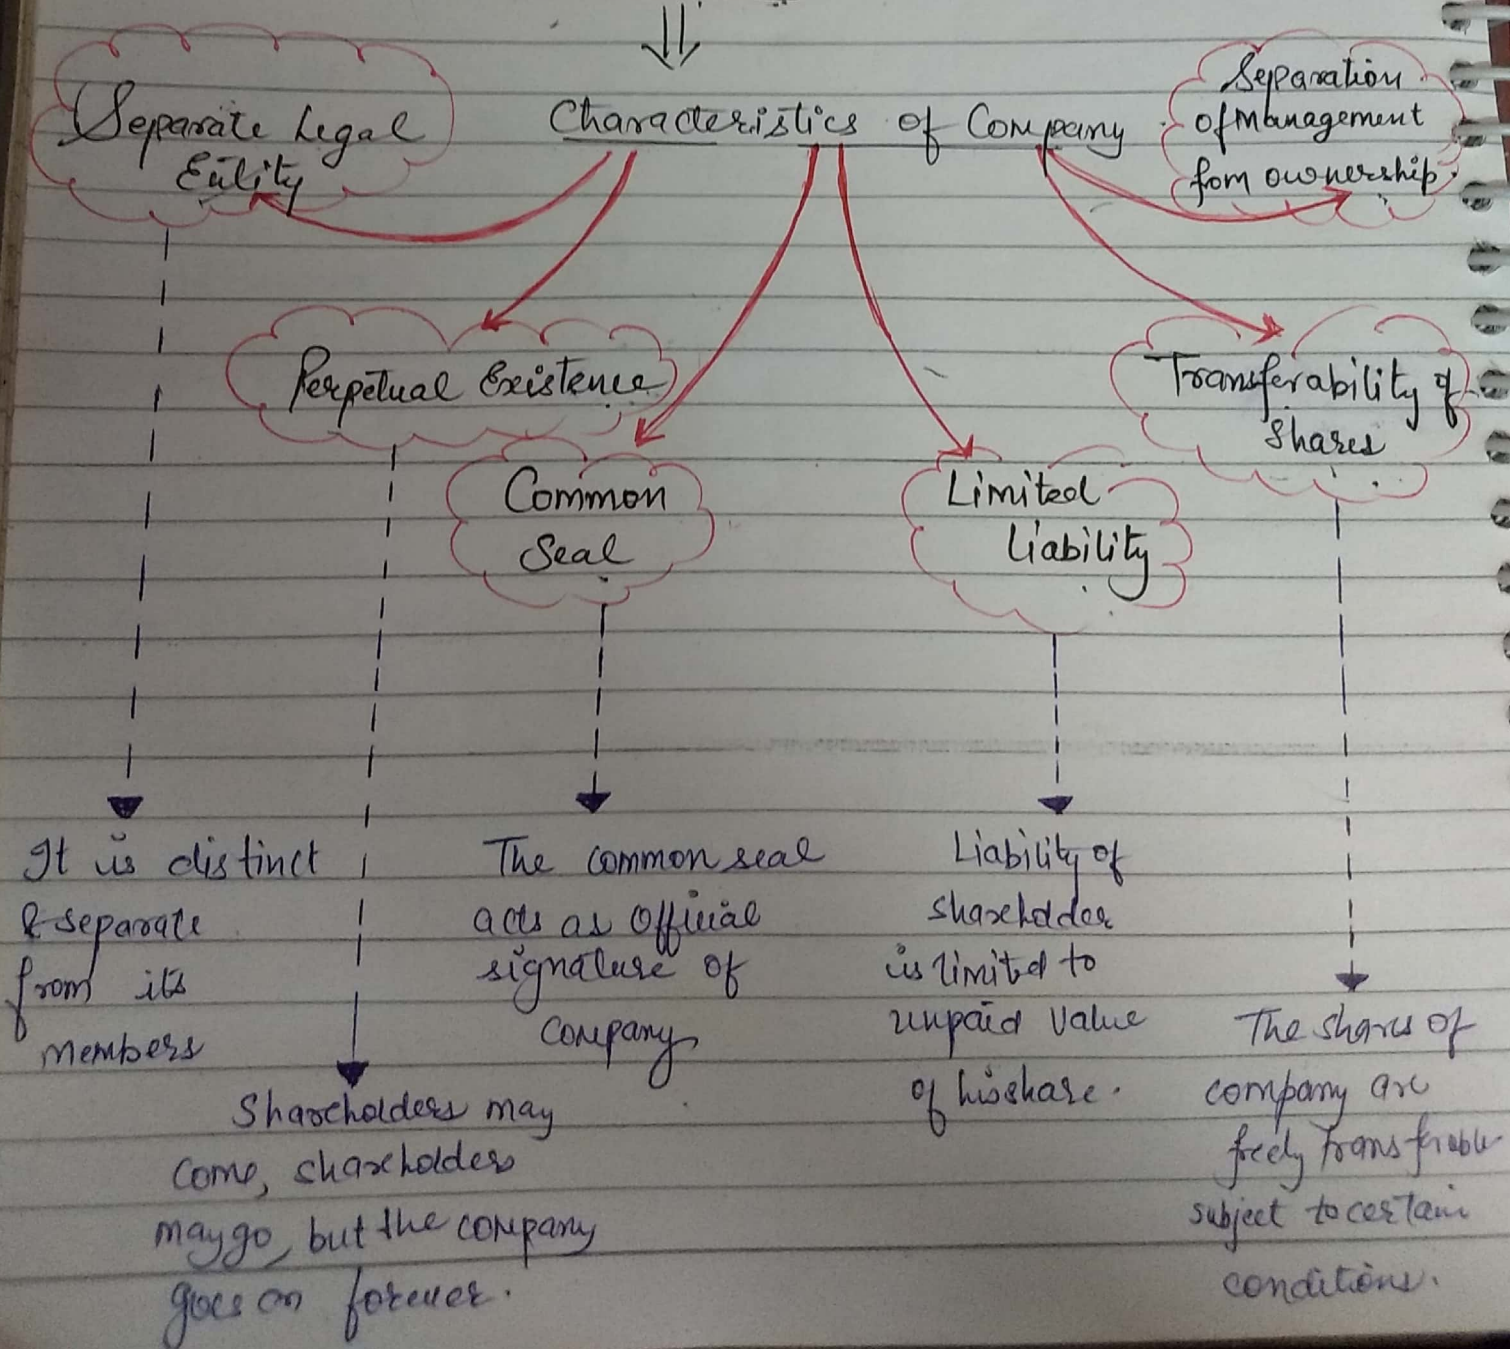 Characteristics of Company
Separate Legal
Entity
Separation
of management
fom ownership.
Perpetual Existence
Transferability of
shares
Common
Seal
Limited
liability
It is distinct
& separate
from its
members
Shareholders may
come, shareholders
may go, but the company
goes on forever.
The common seal
acts as official
signature of
company
Liability of
shareholder
is limited to
unpaid value
of his share.
The shares of
company are
freely transfrable
subject to certain
conditions.